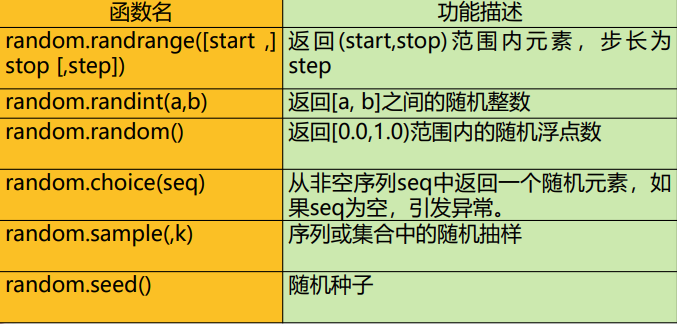 函数名
功能描述
random.randrange([start ,]
stop [,step])
返回(start,stop)范围内元素，步长为
step
random.randint(a,b)
返回[a, b]之间的随机整数
random.random()
返回[0.0,1.0)范围内的随机浮点数
random.choice(seq)
从非空序列seq中返回一个随机元素，如
果seq为空，引发异常。
random.sample(,k)
序列或集合中的随机抽样
random.seed()
随机种子